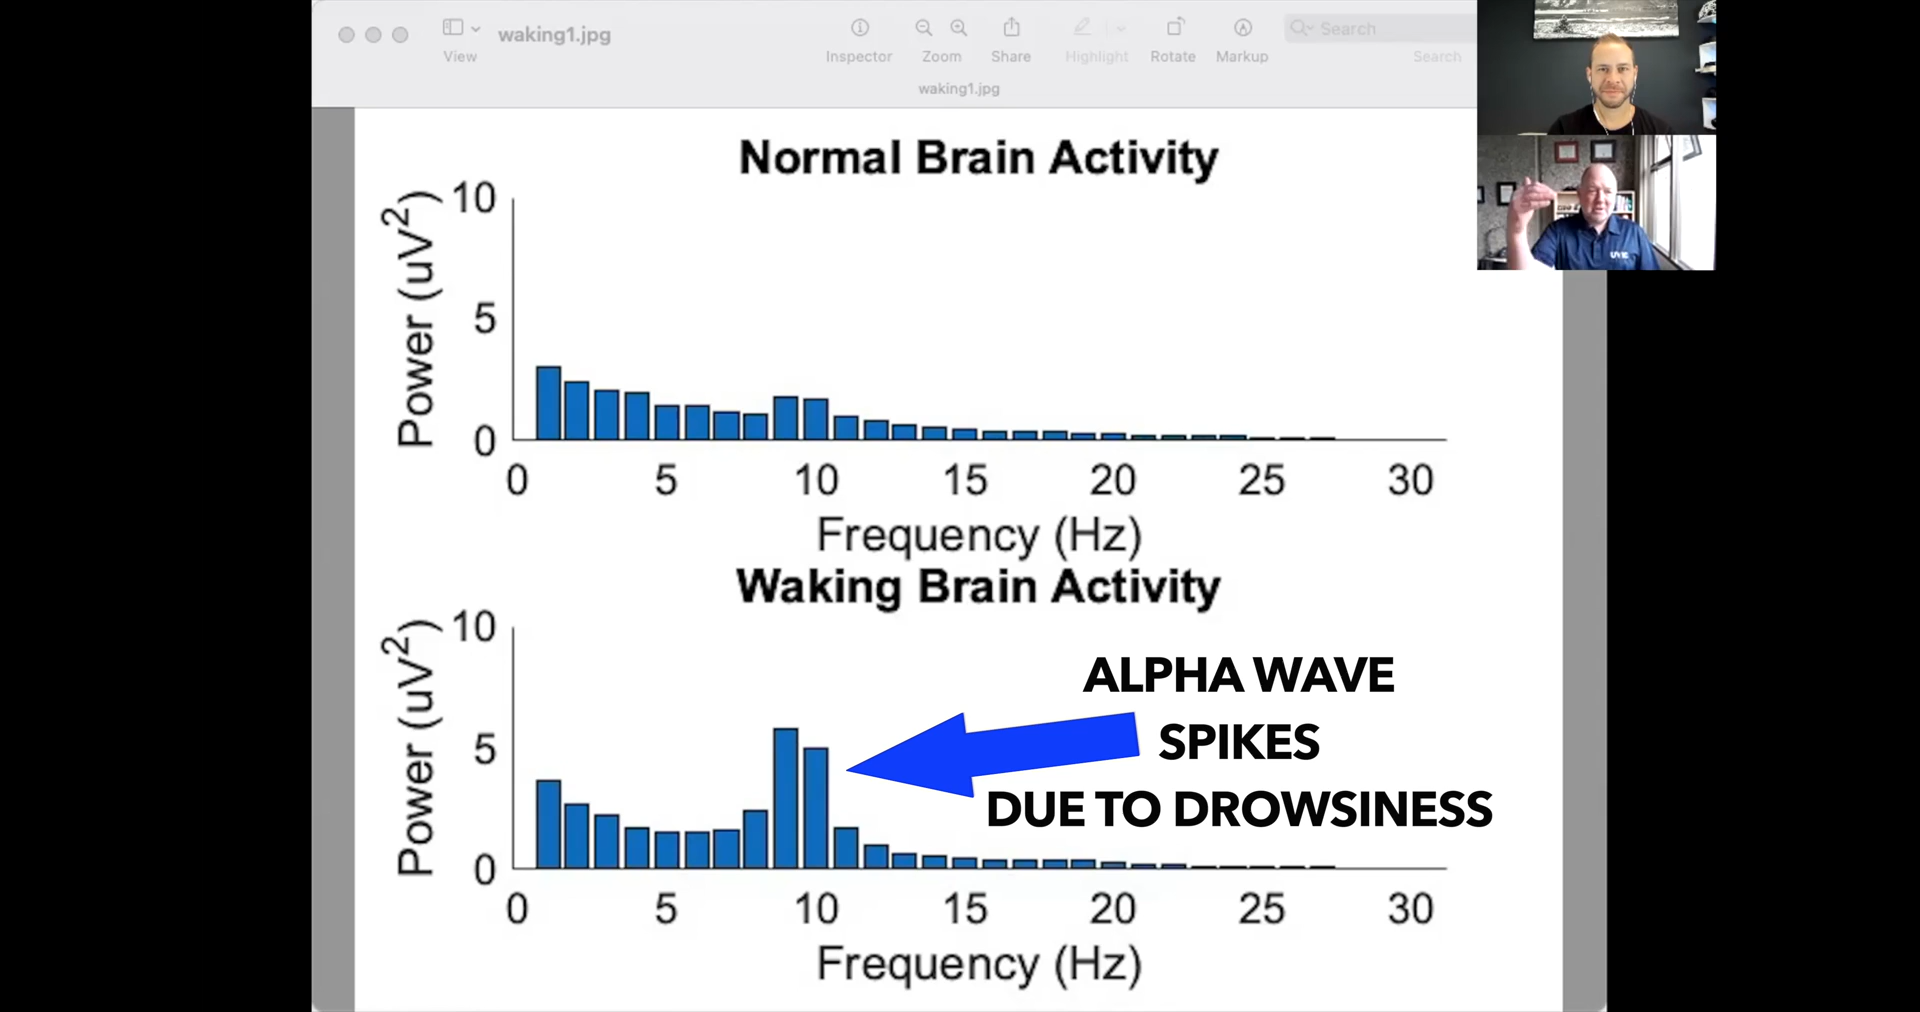 waking1.jpg
View
Inspector
Zoom
Share
Highlight
Rotate
Markup
Search
Search
waking1.jpg
Normal Brain Activity
Power (uV2)
10
5
0
0 5 10 15 20 25 30
Frequency (Hz)
Waking Brain Activity
Power (uV2)
10
5
0
ALPHA WAVE
SPIKES
DUE TO DROWSINESS
0 5 10 15 20 25 30
Frequency (Hz)